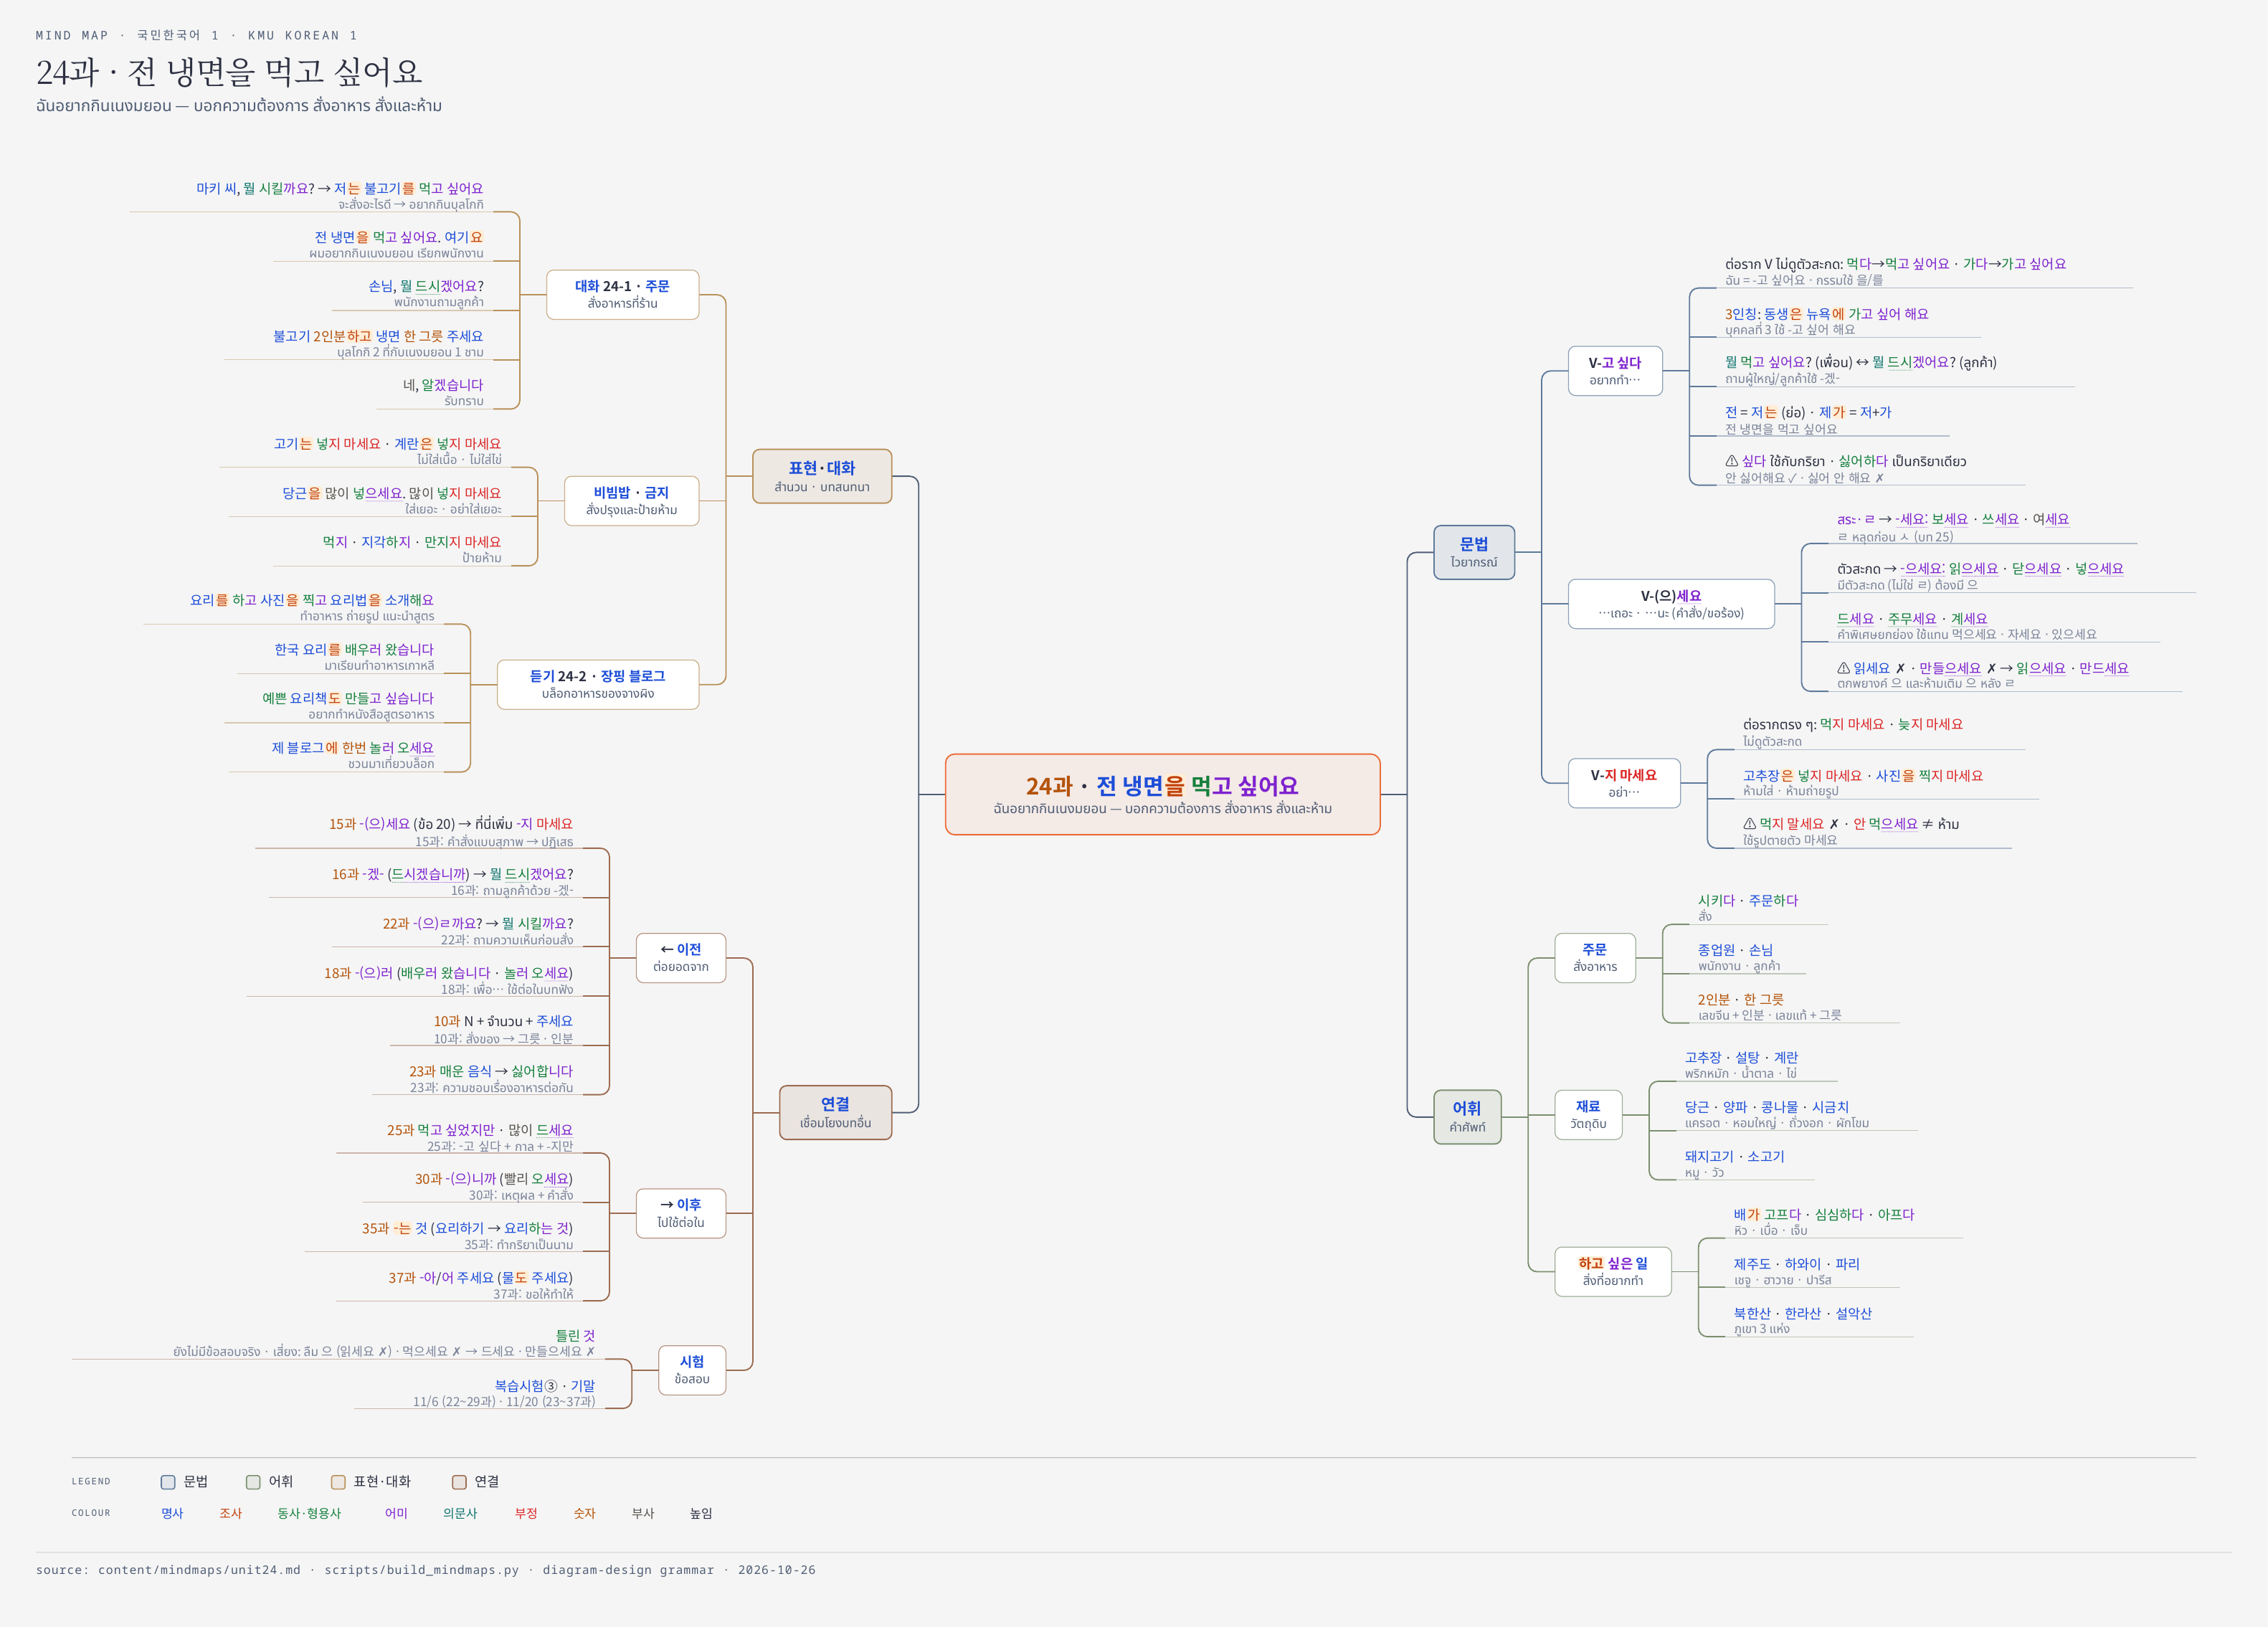 MIND MAP · 국민한국어 1 · KMU KOREAN 1
24과 · 전 냉면을 먹고 싶어요
ฉันอยากกินเนงมยอน — บอกความต้องการ สั่งอาหาร สั่งและห้าม
마키 씨, 뭘 시킬까요? → 저는 불고기를 먹고 싶어요
จะสั่งอะไรดี → อยากกินบุลโกกิ
전 냉면을 먹고 싶어요. 여기요
ผมอยากกินเนงมยอน เรียกพนักงาน
손님, 뭘 드시겠어요?
พนักงานถามลูกค้า
불고기 2인분하고 냉면 한 그릇 주세요
บุลโกกิ 2 ที่กับเนงมยอน 1 ชาม
네, 알겠습니다
รับทราบ
대화 24-1 · 주문
สั่งอาหารที่ร้าน
고기는 넣지 마세요 · 계란은 넣지 마세요
ไม่ใส่เนื้อ · ไม่ใส่ไข่
당근을 많이 넣으세요. 많이 넣지 마세요
ใส่เยอะ · อย่าใส่เยอะ
먹지 · 지각하지 · 만지지 마세요
ป้ายห้าม
비빔밥 · 금지
สั่งปรุงและป้ายห้าม
요리를 하고 사진을 찍고 요리법을 소개해요
ทำอาหาร ถ่ายรูป แนะนำสูตร
한국 요리를 배우러 왔습니다
มาเรียนทำอาหารเกาหลี
예쁜 요리책도 만들고 싶습니다
อยากทำหนังสือสูตรอาหาร
제 블로그에 한번 놀러 오세요
ชวนมาเที่ยวบล็อก
듣기 24-2 · 장핑 블로그
บล็อกอาหารของจางผิง
표현·대화
สำนวน · บทสนทนา
15과 -(으)세요 (ข้อ 20) → ที่นี่เพิ่ม -지 마세요
15과: คำสั่งแบบสุภาพ → ปฏิเสธ
16과 -겠- (드시겠습니까) → 뭘 드시겠어요?
16과: ถามลูกค้าด้วย -겠-
22과 -(으)ㄹ까요? → 뭘 시킬까요?
22과: ถามความเห็นก่อนสั่ง
18과 -(으)러 (배우러 왔습니다 · 놀러 오세요)
18과: เพื่อ… ใช้ต่อในบทฟัง
10과 N + จำนวน + 주세요
10과: สั่งของ → 그릇 · 인분
23과 매운 음식 → 싫어합니다
23과: ความชอบเรื่องอาหารต่อกัน
← 이전
ต่อยอดจาก
25과 먹고 싶었지만 · 많이 드세요
25과: -고 싶다 + กาล + -지만
30과 -(으)니까 (빨리 오세요)
30과: เหตุผล + คำสั่ง
35과 -는 것 (요리하기 → 요리하는 것)
35과: ทำกริยาเป็นนาม
37과 -아/어 주세요 (물도 주세요)
37과: ขอให้ทำให้
→ 이후
ไปใช้ต่อใน
틀린 것
ยังไม่มีข้อสอบจริง · เสี่ยง: ลืม 으 (읽세요 ✗) · 먹으세요 ✗ → 드세요 · 만들으세요 ✗
복습시험③ · 기말
11/6 (22~29과) · 11/20 (23~37과)
시험
ข้อสอบ
연결
เชื่อมโยงบทอื่น
24과 · 전 냉면을 먹고 싶어요
ฉันอยากกินเนงมยอน — บอกความต้องการ สั่งอาหาร สั่งและห้าม
문법
ไวยากรณ์
V-고 싶다
อยากทำ…
ต่อราก V ไม่ดูตัวสะกด: 먹다→먹고 싶어요 · 가다→가고 싶어요
ฉัน = -고 싶어요 · กรรมใช้ 을/를
3인칭: 동생은 뉴욕에 가고 싶어 해요
บุคคลที่ 3 ใช้ -고 싶어 해요
뭘 먹고 싶어요? (เพื่อน) ↔ 뭘 드시겠어요? (ลูกค้า)
ถามผู้ใหญ่/ลูกค้าใช้ -겠-
전 = 저는 (ย่อ) · 제가 = 저+가
전 냉면을 먹고 싶어요
⚠ 싶다 ใช้กับกริยา · 싫어하다 เป็นกริยาเดียว
안 싫어해요 ✓ · 싫어 안 해요 ✗
V-(으)세요
…เถอะ · …นะ (คำสั่ง/ขอร้อง)
สระ·ㄹ → -세요: 보세요 · 쓰세요 · 여세요
ㄹ หลุดก่อน ㅅ (บท 25)
ตัวสะกด → -으세요: 읽으세요 · 닫으세요 · 넣으세요
มีตัวสะกด (ไม่ใช่ ㄹ) ต้องมี 으
드세요 · 주무세요 · 계세요
คำพิเศษยกย่อง ใช้แทน 먹으세요 · 자세요 · 있으세요
⚠ 읽세요 ✗ · 만들으세요 ✗ → 읽으세요 · 만드세요
ตกพยางค์ 으 และห้ามเติม 으 หลัง ㄹ
V-지 마세요
อย่า…
ต่อรากตรง ๆ: 먹지 마세요 · 늦지 마세요
ไม่ดูตัวสะกด
고추장은 넣지 마세요 · 사진을 찍지 마세요
ห้ามใส่ · ห้ามถ่ายรูป
⚠ 먹지 말세요 ✗ · 안 먹으세요 ≠ ห้าม
ใช้รูปตายตัว 마세요
어휘
คำศัพท์
주문
สั่งอาหาร
시키다 · 주문하다
สั่ง
종업원 · 손님
พนักงาน · ลูกค้า
2인분 · 한 그릇
เลขจีน + 인분 · เลขแท้ + 그릇
재료
วัตถุดิบ
고추장 · 설탕 · 계란
พริกหมัก · น้ำตาล · ไข่
당근 · 양파 · 콩나물 · 시금치
แครอต · หอมใหญ่ · ถั่วงอก · ผักโขม
돼지고기 · 소고기
หมู · วัว
하고 싶은 일
สิ่งที่อยากทำ
배가 고프다 · 심심하다 · 아프다
หิว · เบื่อ · เจ็บ
제주도 · 하와이 · 파리
เชจู · ฮาวาย · ปารีส
북한산 · 한라산 · 설악산
ภูเขา 3 แห่ง
LEGEND 문법 어휘 표현·대화 연결
COLOUR 명사 조사 동사·형용사 어미 의문사 부정 숫자 부사 높임
source: content/mindmaps/unit24.md · scripts/build_mindmaps.py · diagram-design grammar · 2026-10-26